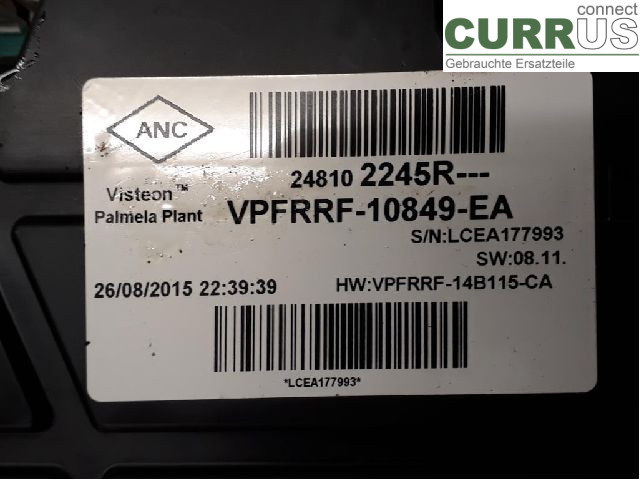 connect
CURRUS
Gebrauchte Ersatzteile
ANC
24810 2245R---
Visteon™
Palmela Plant
VPFRRF-10849-EA
S/N:LCEA177993
SW:08.11.
26/08/2015 22:39:39
HW:VPFRRF-14B115-CA
*LCEA177993*